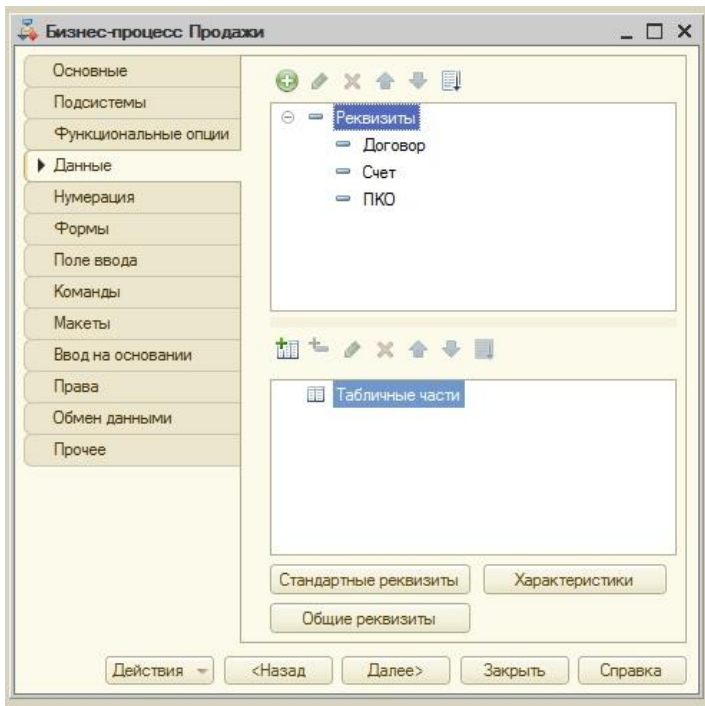 Бизнес-процесс Продажи
Основные
Подсистемы
Функциональные опции
Данные
Нумерация
Формы
Поле ввода
Команды
Макеты
Ввод на основании
Права
Обмен данными
Прочее
Реквизиты
Договор
Счет
ПКО
Табличные части
Стандартные реквизиты
Характеристики
Общие реквизиты
Действия
<Назад
Далее>
Закрыть
Справка